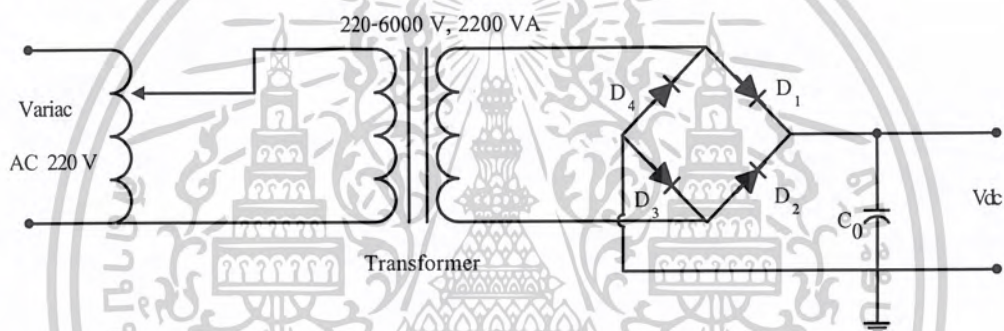 220-6000 V, 2200 VA
Variac
AC 220 V
Transformer
D4
D1
D3
D2
C0
Vdc